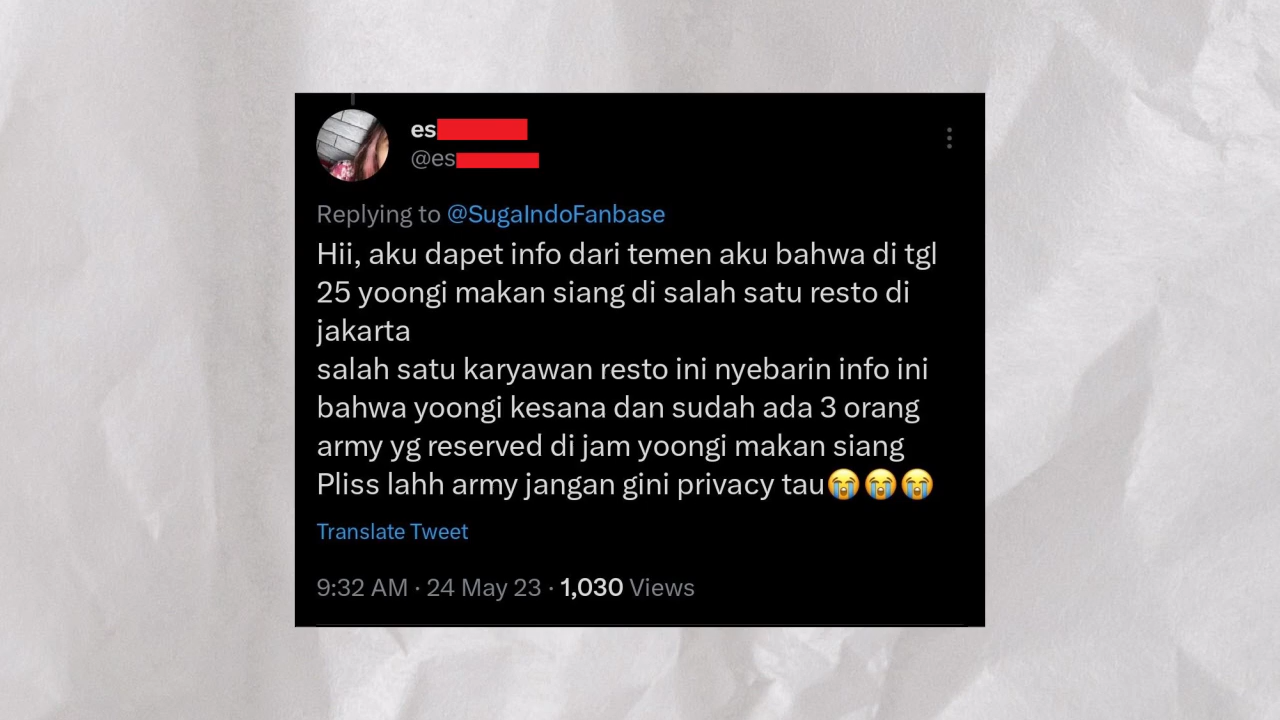 es
@es
Replying to @SugaIndoFanbase
Hii, aku dapet info dari temen aku bahwa di tgl
25 yoongi makan siang di salah satu resto di
jakarta
salah satu karyawan resto ini nyebarin info ini
bahwa yoongi kesana dan sudah ada 3 orang
army yg reserved di jam yoongi makan siang
Pliss lahh army jangan gini privacy tau😭😭😭
Translate Tweet
9:32 AM · 24 May 23 · 1,030 Views